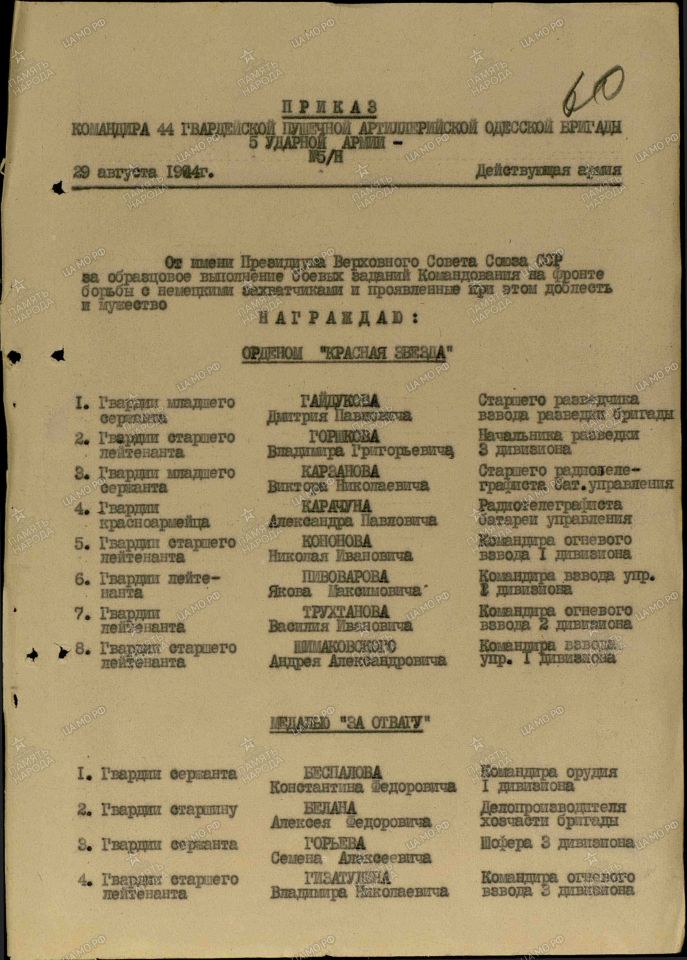 60
ПРИКАЗ
КОМАНДИРА 44 ГВАРДЕЙСКОЙ ПУШЕЧНОЙ АРТИЛЛЕРИЙСКОЙ ОДЕССКОЙ БРИГАДЫ
5 УДАРНОЙ АРМИИ -
№5/Н
29 августа 1944г. Действующая армия
От имени Президиума Верховного Совета Союза ССР
за образцовое выполнение боевых заданий Командования на фронте
борьбы с немецкими захватчиками и проявленные при этом доблесть
и мужество
НАГРАЖДАЮ:
ОРДЕНОМ "КРАСНАЯ ЗВЕЗДА"
1. Гвардии младшего ГАЙДУКОВА Старшего разведчика
сержанта Дмитрия Павловича взвода разведки бригады
2. Гвардии старшего ГОРШКОВА Начальника разведки
лейтенанта Владимира Григорьевича, 3 дивизиона
3. Гвардии младшего КАРЗАНОВА Старшего радиотеле-
сержанта Виктора Николаевича графиста бат.управления
4. Гвардии КАРАЧУНА Радиотелеграфиста
красноармейца Александра Павловича батареи управления
5. Гвардии старшего КОНОНОВА Командира огневого
лейтенанта Николая Ивановича взвода I дивизиона
6. Гвардии лейте- ПИВОВАРОВА Командира взвода упр.
нанта Якова Максимовича дивизиона
7. Гвардии ТРУХТАНОВА Командира огневого
лейтенанта Василия Ивановича взвода 2 дивизиона
8. Гвардии старшего ШИМАКОВСКОГО Командира взвода
лейтенанта Андрея Александровича упр. I дивизиона
МЕДАЛЬЮ "ЗА ОТВАГУ"
1. Гвардии сержанта БЕСПАЛОВА Командира орудия
Константина Федоровича I дивизиона
2. Гвардии старшину БЕЛАНА Делопроизводителя
Алексея Федоровича хозчасти бригады
3. Гвардии сержанта ГОРЬЕВА Шофера 3 дивизиона
Семена Алексеевича
4. Гвардии старшего ГИЗАТУЛЕНА Командира огневого
лейтенанта Владимира Николаевича взвода 3 дивизиона